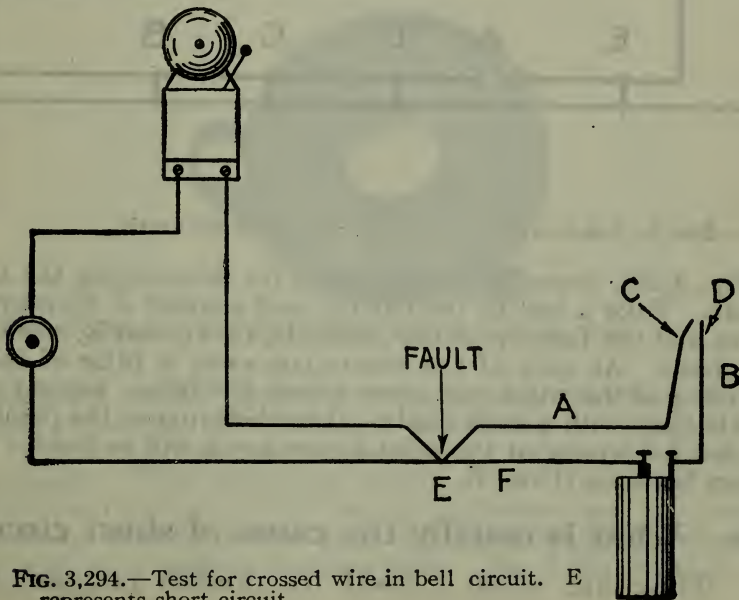 C D
FAULT
B
A
E F
FIG. 3,294.—Test for crossed wire in bell circuit. E
represents short circuit